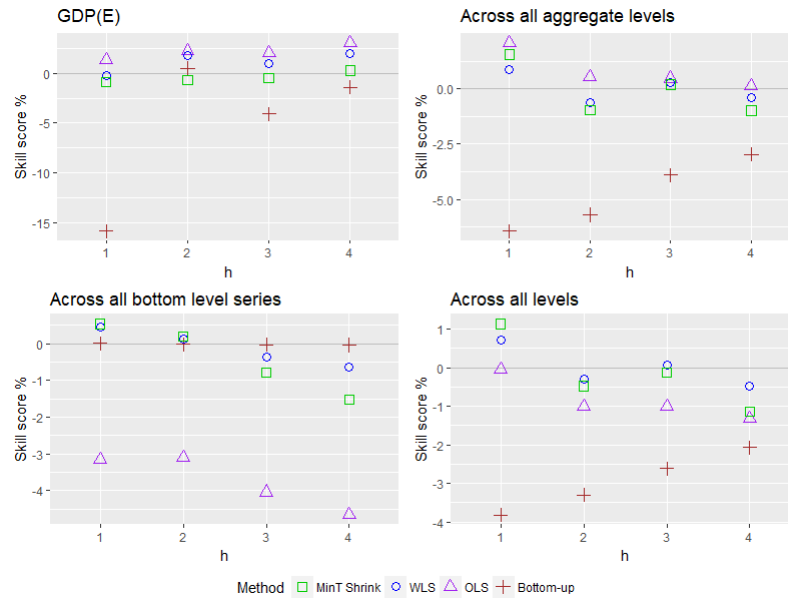 GDP(E)
Skill score %
0
-5
-10
-15
1 2 3 4
h
Across all aggregate levels
Skill score %
0.0
-2.5
-5.0
1 2 3 4
h
Across all bottom level series
Skill score %
0
-1
-2
-3
-4
1 2 3 4
h
Across all levels
Skill score %
1
0
-1
-2
-3
-4
1 2 3 4
h
Method MinT Shrink WLS OLS Bottom-up